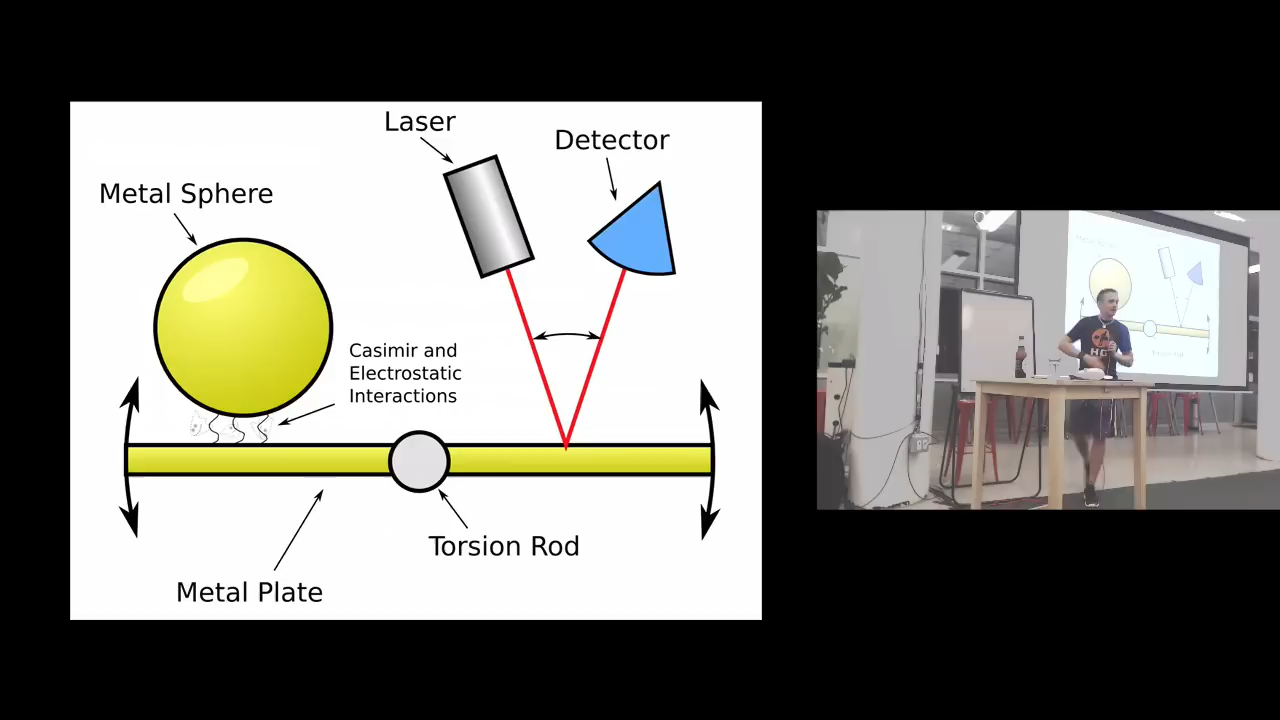 Laser
Detector
Metal Sphere
Casimir and
Electrostatic
Interactions
Torsion Rod
Metal Plate